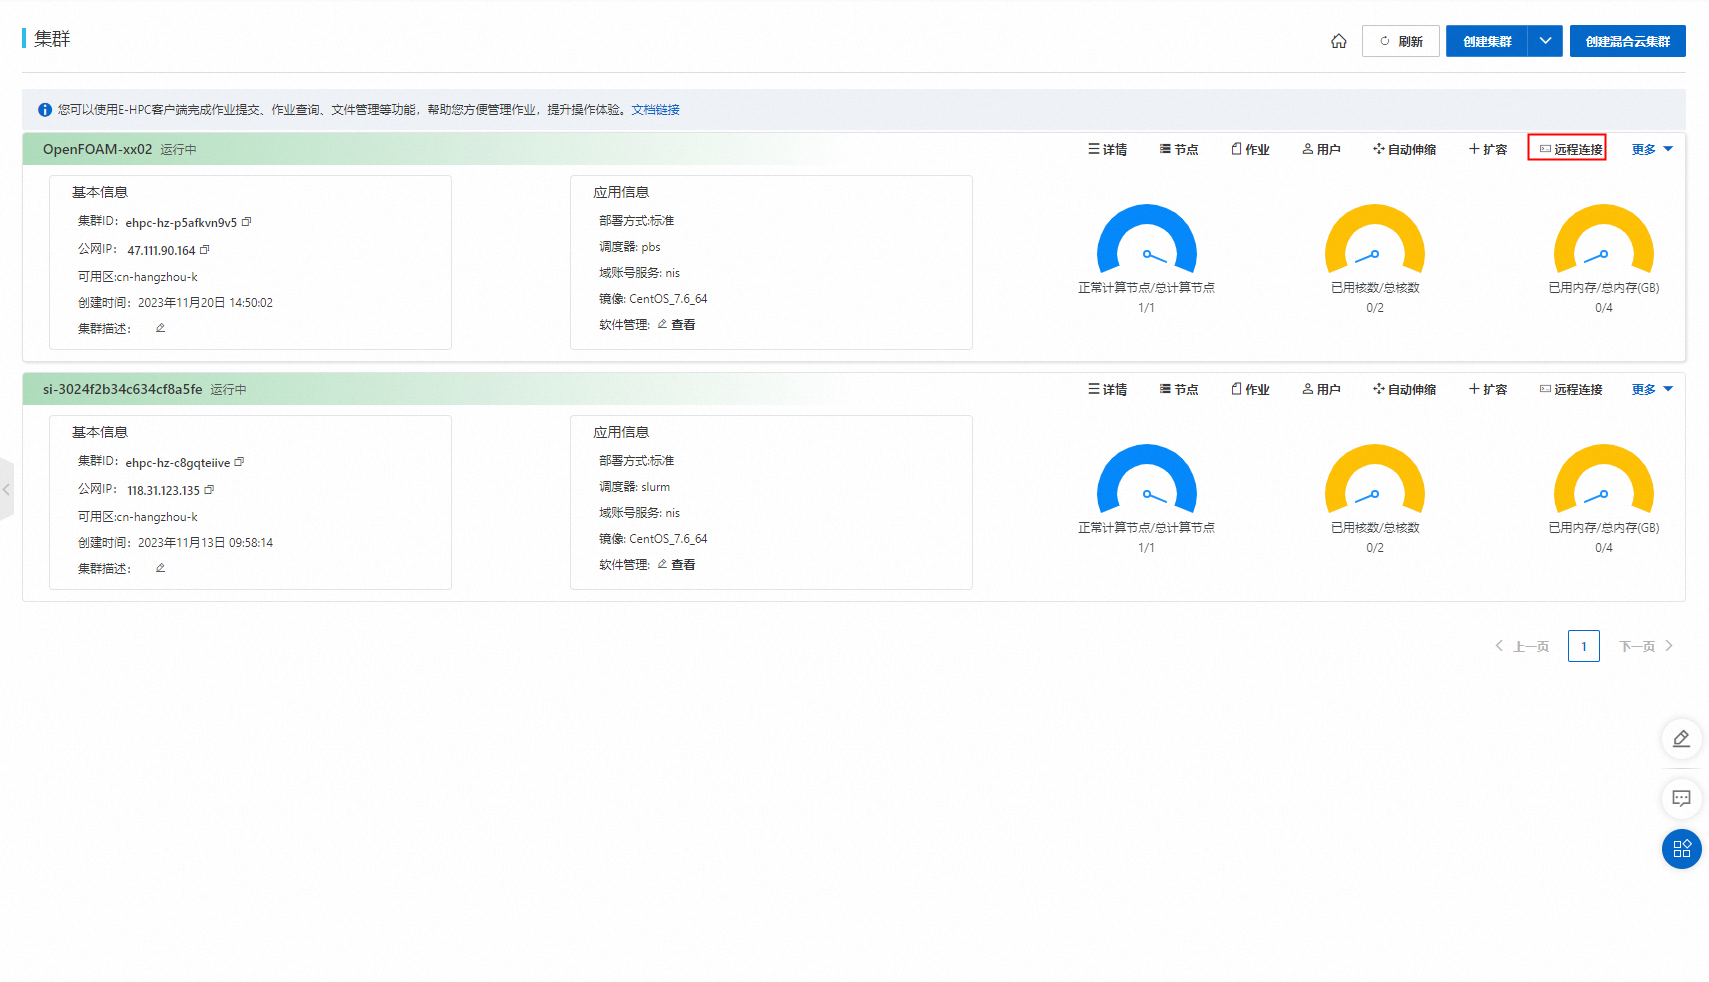 集群
刷新
创建集群
创建混合云集群
您可以使用E-HPC客户端完成作业提交、作业查询、文件管理等功能，帮助您方便管理作业，提升操作体验。文档链接
OpenFOAM-xx02 运行中
详情 节点 作业 用户 自动伸缩 扩容 远程连接 更多
基本信息
集群ID: ehpc-hz-p5afkvn9v5
公网IP: 47.111.90.164
可用区:cn-hangzhou-k
创建时间: 2023年11月20日 14:50:02
集群描述:
应用信息
部署方式:标准
调度器: pbs
域账号服务: nis
镜像: CentOS_7.6_64
软件管理: 查看
正常计算节点/总计算节点
1/1
已用核数/总核数
0/2
已用内存/总内存(GB)
0/4
si-3024f2b34c634cf8a5fe 运行中
详情 节点 作业 用户 自动伸缩 扩容 远程连接 更多
基本信息
集群ID: ehpc-hz-c8gqteiive
公网IP: 118.31.123.135
可用区:cn-hangzhou-k
创建时间: 2023年11月13日 09:58:14
集群描述:
应用信息
部署方式:标准
调度器: slurm
域账号服务: nis
镜像: CentOS_7.6_64
软件管理: 查看
正常计算节点/总计算节点
1/1
已用核数/总核数
0/2
已用内存/总内存(GB)
0/4
上一页 1 下一页